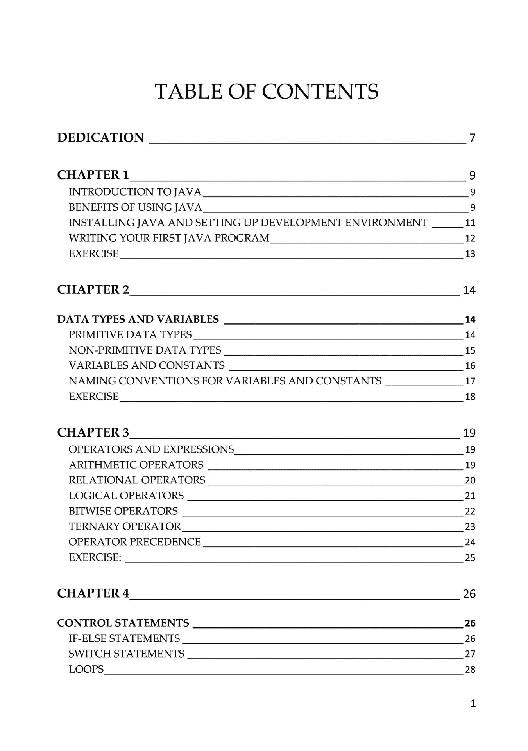 TABLE OF CONTENTS
DEDICATION 7
CHAPTER 1 9
INTRODUCTION TO JAVA 9
BENEFITS OF USING JAVA 9
INSTALLING JAVA AND SETTING UP DEVELOPMENT ENVIRONMENT 11
WRITING YOUR FIRST JAVA PROGRAM 12
EXERCISE 13
CHAPTER 2 14
DATA TYPES AND VARIABLES 14
PRIMITIVE DATA TYPES 14
NON-PRIMITIVE DATA TYPES 15
VARIABLES AND CONSTANTS 16
NAMING CONVENTIONS FOR VARIABLES AND CONSTANTS 17
EXERCISE 18
CHAPTER 3 19
OPERATORS AND EXPRESSIONS 19
ARITHMETIC OPERATORS 19
RELATIONAL OPERATORS 20
LOGICAL OPERATORS 21
BITWISE OPERATORS 22
TERNARY OPERATOR 23
OPERATOR PRECEDENCE 24
EXERCISE: 25
CHAPTER 4 26
CONTROL STATEMENTS 26
IF-ELSE STATEMENTS 26
SWITCH STATEMENTS 27
LOOPS 28
1